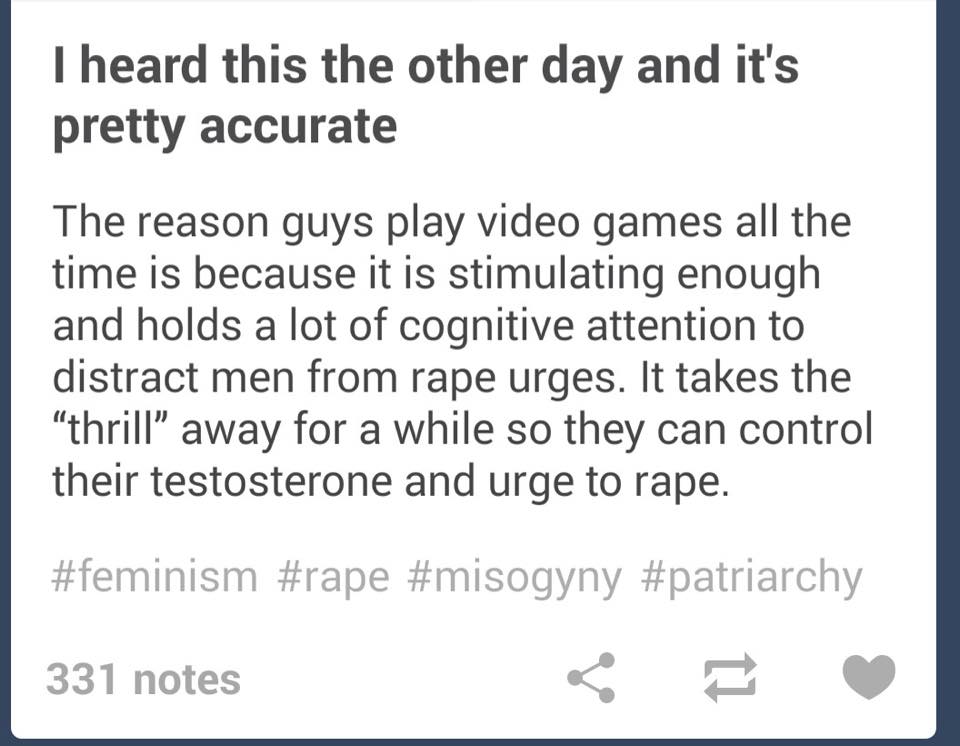 I heard this the other day and it's
pretty accurate
The reason guys play video games all the
time is because it is stimulating enough
and holds a lot of cognitive attention to
distract men from rape urges. It takes the
“thrill” away for a while so they can control
their testosterone and urge to rape.
#feminism #rape #misogyny #patriarchy
331 notes